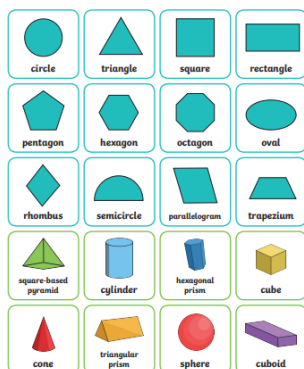 circle triangle square rectangle
pentagon hexagon octagon oval
rhombus semicircle parallelogram trapezium
square-based
pyramid
cylinder
hexagonal
prism
cube
cone
triangular
prism
sphere
cuboid